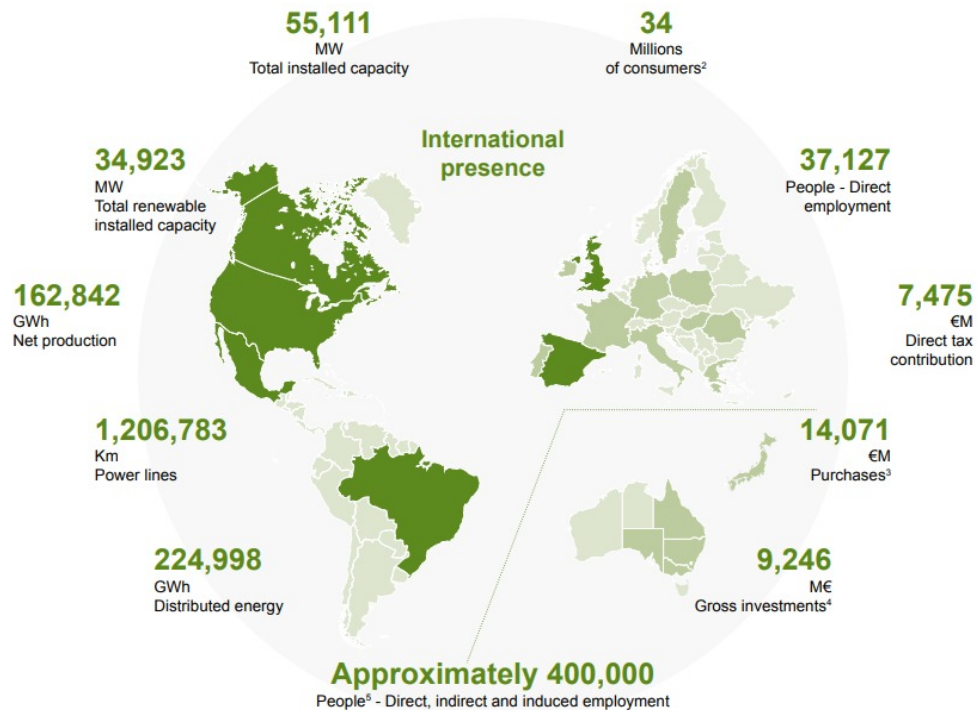 55,111
MW
Total installed capacity
34
Millions
of consumers²
International
presence
34,923
MW
Total renewable
installed capacity
37,127
People - Direct
employment
162,842
GWh
Net production
7,475
€M
Direct tax
contribution
1,206,783
Km
Power lines
14,071
€M
Purchases³
224,998
GWh
Distributed energy
9,246
M€
Gross investments⁴
Approximately 400,000
People⁵ - Direct, indirect and induced employment